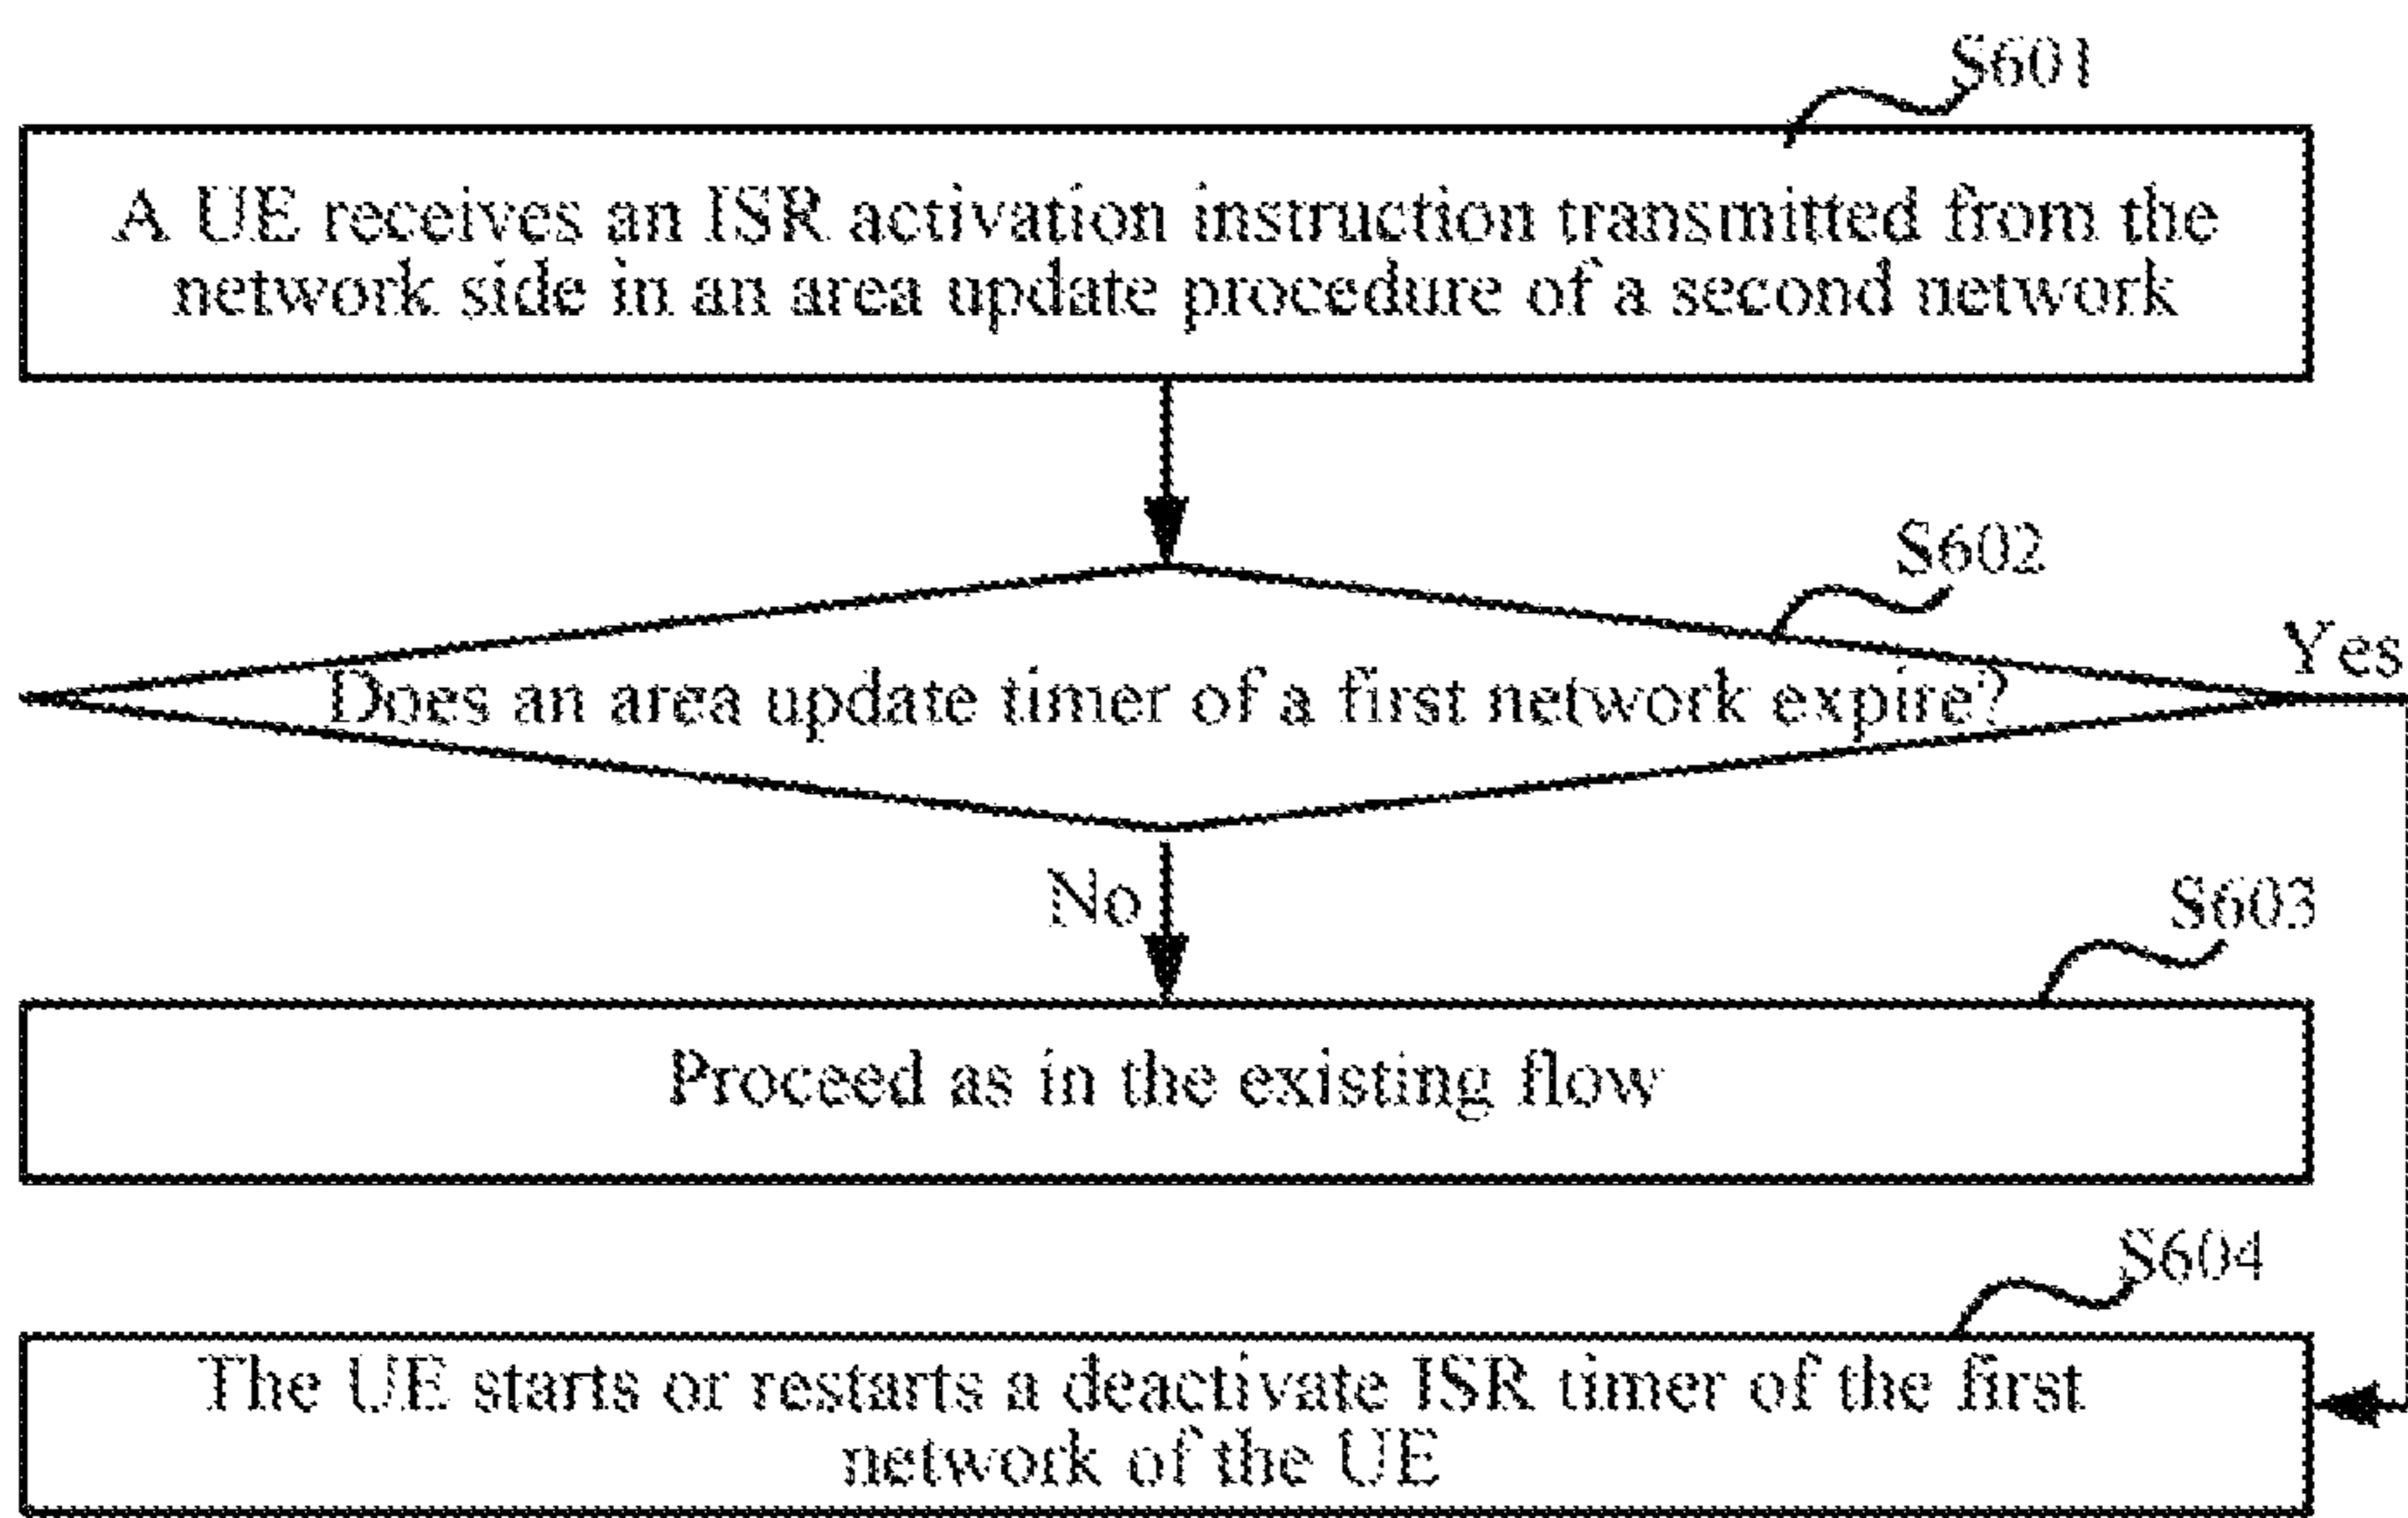 S601
A UE receives an ISR activation instruction transmitted from the
network side in an area update procedure of a second network
S602
Does an area update timer of a first network expire?
Yes
No
S603
Proceed as in the existing flow
S604
The UE starts or restarts a deactivate ISR timer of the first
network of the UE